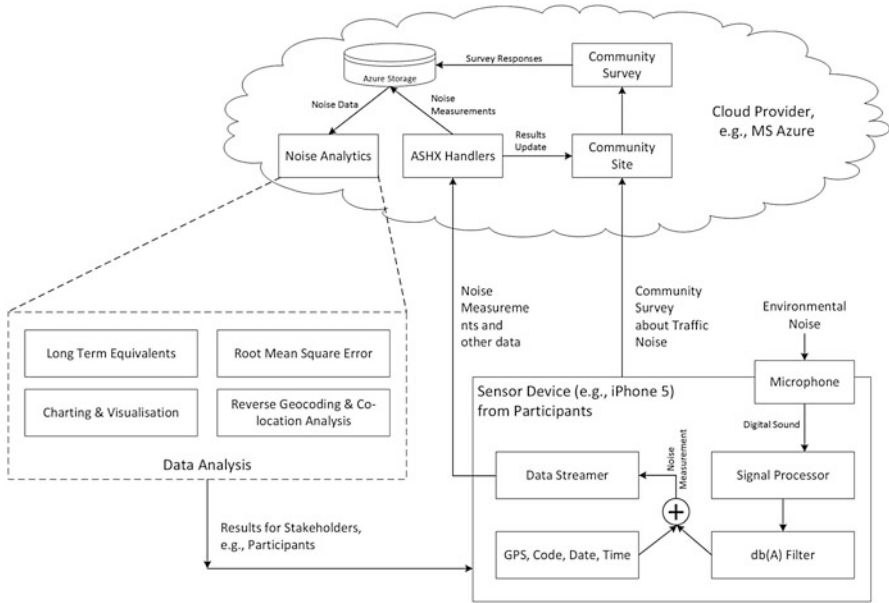 Survey Responses
Community
Survey
Azure Storage
Noise Data
Noise
Measurements
Cloud Provider,
e.g., MS Azure
Noise Analytics
ASHX Handlers
Results
Update
Community
Site
Noise
Measureme
nts and
other data
Community
Survey
about Traffic
Noise
Environmental
Noise
Long Term Equivalents
Root Mean Square Error
Charting & Visualisation
Reverse Geocoding & Co-
location Analysis
Data Analysis
Sensor Device (e.g., iPhone 5)
from Participants
Microphone
Digital Sound
Data Streamer
Noise
Measurement
Signal Processor
+
GPS, Code, Date, Time
db(A) Filter
Results for Stakeholders,
e.g., Participants